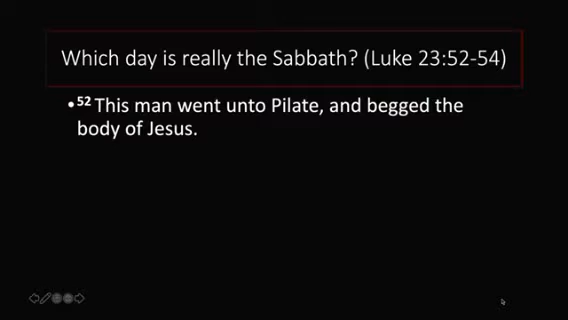 Which day is really the Sabbath? (Luke 23:52-54)
•52 This man went unto Pilate, and begged the
body of Jesus.